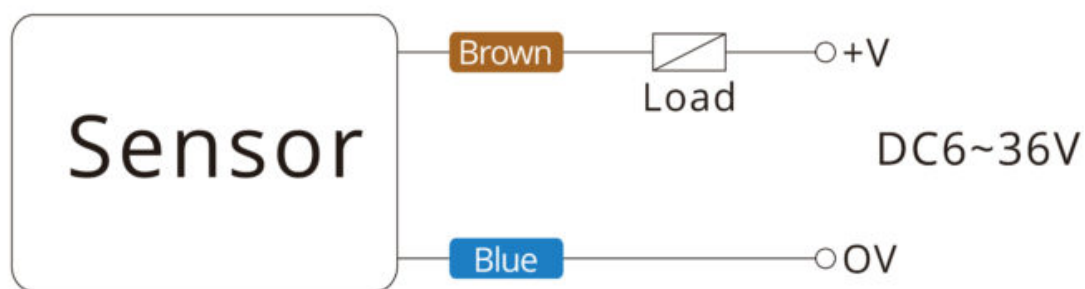 Brown
+V
Load
Sensor
DC6~36V
Blue
OV